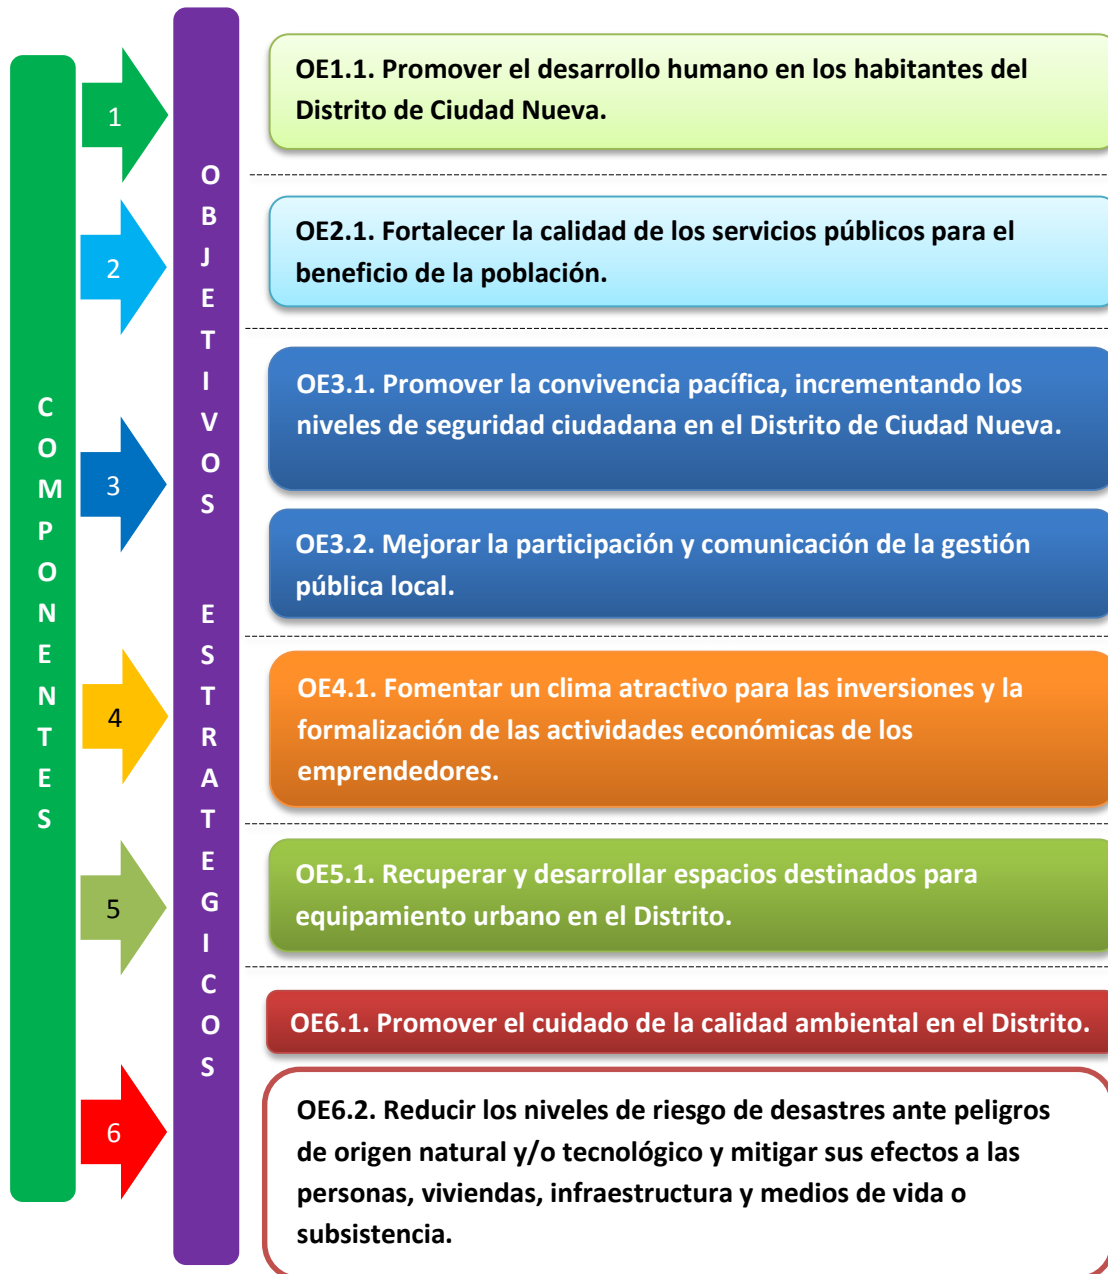 COMPONENTES
OBJETIVOS ESTRATEGICOS
1
OE1.1. Promover el desarrollo humano en los habitantes del
Distrito de Ciudad Nueva.
2
OE2.1. Fortalecer la calidad de los servicios públicos para el
beneficio de la población.
3
OE3.1. Promover la convivencia pacífica, incrementando los
niveles de seguridad ciudadana en el Distrito de Ciudad Nueva.
OE3.2. Mejorar la participación y comunicación de la gestión
pública local.
4
OE4.1. Fomentar un clima atractivo para las inversiones y la
formalización de las actividades económicas de los
emprendedores.
5
OE5.1. Recuperar y desarrollar espacios destinados para
equipamiento urbano en el Distrito.
6
OE6.1. Promover el cuidado de la calidad ambiental en el Distrito.
OE6.2. Reducir los niveles de riesgo de desastres ante peligros
de origen natural y/o tecnológico y mitigar sus efectos a las
personas, viviendas, infraestructura y medios de vida o
subsistencia.